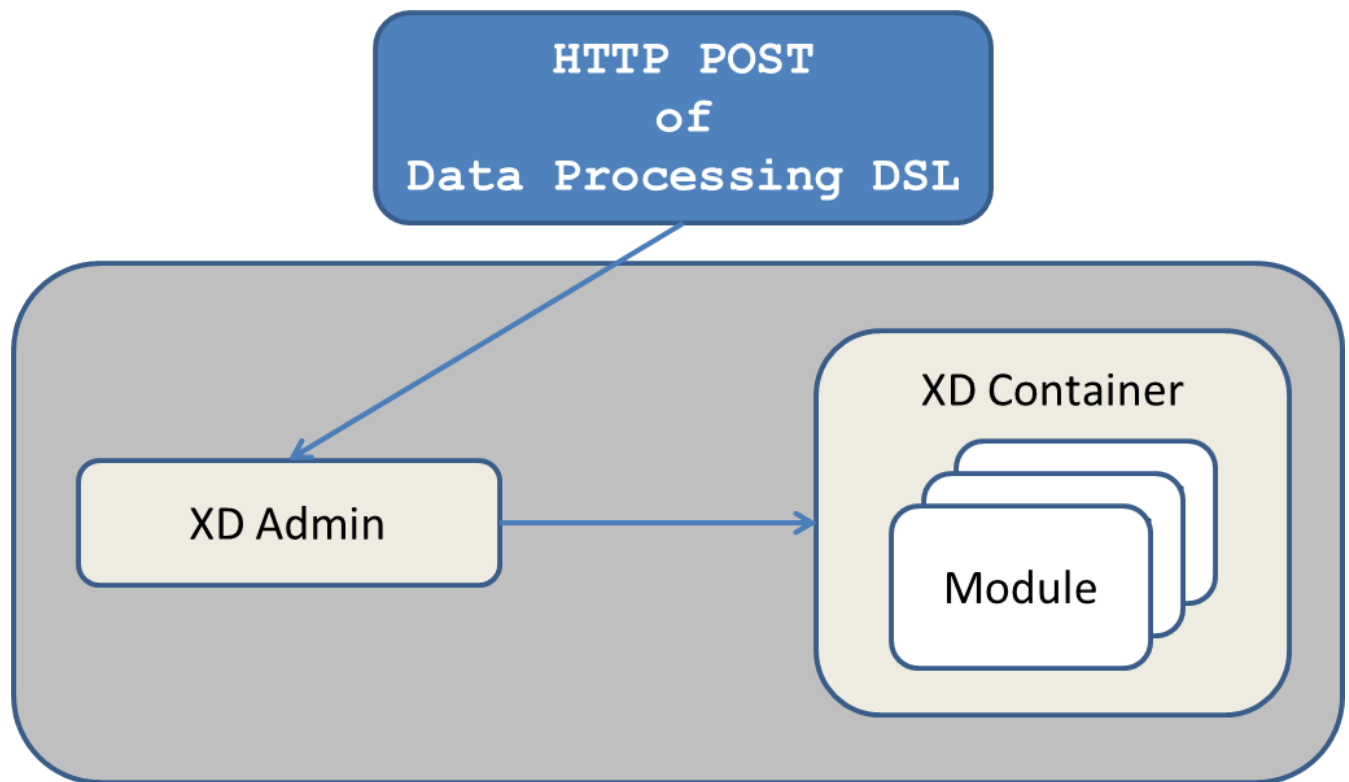 HTTP POST
of
Data Processing DSL
XD Container
XD Admin
Module